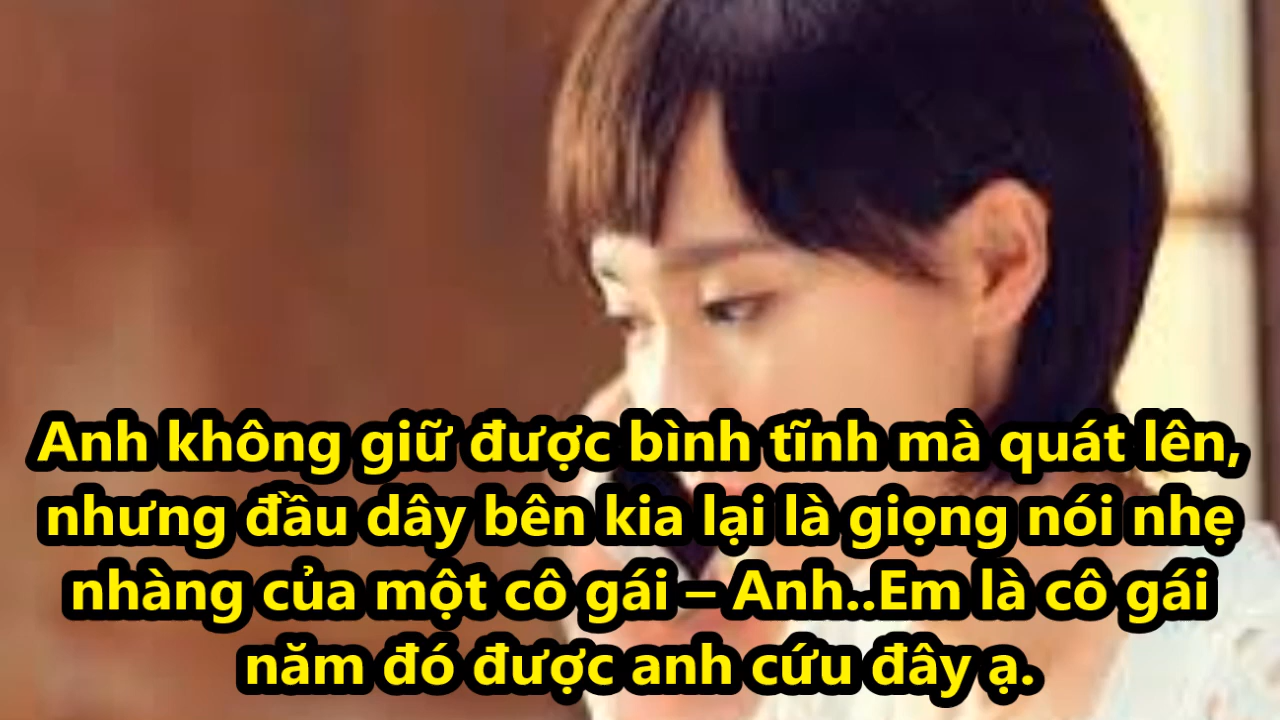 Anh không giữ được bình tĩnh mà quát lên,
nhưng đầu dây bên kia lại là giọng nói nhẹ
nhàng của một cô gái – Anh..Em là cô gái
năm đó được anh cứu đây ạ.